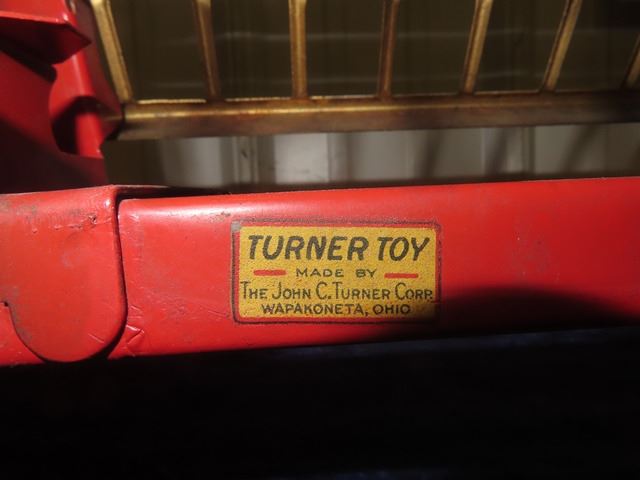 TURNER TOY
MADE BY
THE JOHN C. TURNER CORP.
WAPAKONETA, OHIO